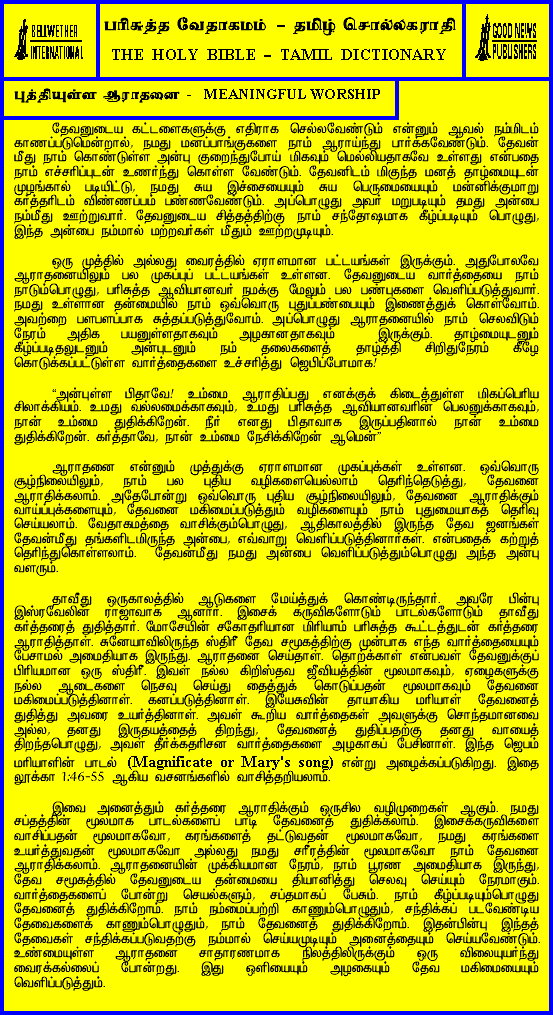 BELLWETHER
INTERNATIONAL
பரிசுத்த வேதாகமம் – தமிழ் சொல்லகராதி
THE HOLY BIBLE – TAMIL DICTIONARY
GOOD NEWS
PUBLISHERS
புத்தியுள்ள ஆராதனை - MEANINGFUL WORSHIP
தேவனுடைய கட்டளைகளுக்கு எதிராக செல்லவேண்டும் என்னும் ஆவல் நம்மிடம்
காணப்படுமென்றால், நமது மனப்பாங்குகளை நாம் ஆராய்ந்து பார்க்கவேண்டும். தேவன்
மீது நாம் கொண்டுள்ள அன்பு குறைந்துபோய் மிகவும் மெல்லியதாகவே உள்ளது என்பதை
நாம் எச்சரிப்புடன் உணர்ந்து கொள்ள வேண்டும். தேவனிடம் மிகுந்த மனத் தாழ்மையுடன்
முழங்கால் படியிட்டு, நமது சுய இச்சையையும் சுய பெருமையையும் மன்னிக்குமாறு
கர்த்தரிடம் விண்ணப்பம் பண்ணவேண்டும். அப்பொழுது அவர் மறுபடியும் தமது அன்பை
நம்மீது ஊற்றுவார். தேவனுடைய சித்தத்திற்கு நாம் சந்தோஷமாக கீழ்ப்படியும் பொழுது,
இந்த அன்பை நம்மால் மற்றவர்கள் மீதும் ஊற்றமுடியும்.
ஒரு முத்தில் அல்லது வைரத்தில் ஏராளமான பட்டயங்கள் இருக்கும். அதுபோலவே
ஆராதனையிலும் பல முகப்புப் பட்டயங்கள் உள்ளன. தேவனுடைய வார்த்தையை நாம்
நாடும்பொழுது, பரிசுத்த ஆவியானவர் நமக்கு மேலும் பல பண்புகளை வெளிப்படுத்துவார்.
நமது உள்ளான தன்மையில் நாம் ஒவ்வொரு புதுப்பண்பையும் இணைத்துக் கொள்வோம்.
அவற்றை பளபளப்பாக சுத்தப்படுத்துவோம். அப்பொழுது ஆராதனையில் நாம் செலவிடும்
நேரம் அதிக பயனுள்ளதாகவும் அழகானதாகவும் இருக்கும். தாழ்மையுடனும்
கீழ்ப்படிதலுடனும் அன்புடனும் நம் தலைகளைத் தாழ்த்தி சிறிதுநேரம் கீழே
கொடுக்கப்பட்டுள்ள வார்த்தைகளை உச்சரித்து ஜெபிப்போமாக!
“அன்புள்ள பிதாவே! உம்மை ஆராதிப்பது எனக்குக் கிடைத்துள்ள மிகப்பெரிய
சிலாக்கியம். உமது வல்லமைக்காகவும், உமது பரிசுத்த ஆவியானவரின் பெலனுக்காகவும்,
நான் உம்மை துதிக்கிறேன். நீர் எனது பிதாவாக இருப்பதினால் நான் உம்மை
துதிக்கிறேன். கர்த்தாவே, நான் உம்மை நேசிக்கிறேன் ஆமென்”
ஆராதனை என்னும் முத்துக்கு ஏராளமான முகப்புக்கள் உள்ளன. ஒவ்வொரு
சூழ்நிலையிலும், நாம் பல புதிய வழிகளையெல்லாம் தெரிந்தெடுத்து, தேவனை
ஆராதிக்கலாம். அதேபோன்று ஒவ்வொரு புதிய சூழ்நிலையிலும், தேவனை ஆராதிக்கும்
வாய்ப்புக்களையும், தேவனை மகிமைப்படுத்தும் வழிகளையும் நாம் புதுமையாகத் தெரிவு
செய்யலாம். வேதாகமத்தை வாசிக்கும்பொழுது, ஆதிகாலத்தில் இருந்த தேவ ஜனங்கள்
தேவன்மீது தங்களிடமிருந்த அன்பை, எவ்வாறு வெளிப்படுத்தினார்கள். என்பதைக் கற்றுத்
தெரிந்துகொள்ளலாம். தேவன்மீது நமது அன்பை வெளிப்படுத்தும்பொழுது அந்த அன்பு
வளரும்.
தாவீது ஒருகாலத்தில் ஆடுகளை மேய்த்துக் கொண்டிருந்தார். அவரே பின்பு
இஸ்ரவேலின் ராஜாவாக ஆனார். இசைக் கருவிகளோடும் பாடல்களோடும் தாவீது
கர்த்தரைத் துதித்தார். மோசேயின் சகோதரியான மிரியாம் பரிசுத்த கூட்டத்துடன் கர்த்தரை
ஆராதித்தாள். சுனேயாவிலிருந்த ஸ்திரீ தேவ சமூகத்திற்கு முன்பாக எந்த வார்த்தையையும்
பேசாமல் அமைதியாக இருந்து. ஆராதனை செய்தாள். தொற்க்காள் என்பவள் தேவனுக்குப்
பிரியமான ஒரு ஸ்திரீ. இவள் நல்ல கிறிஸ்தவ ஜீவியத்தின் மூலமாகவும், ஏழைகளுக்கு
நல்ல ஆடைகளை நெசவு செய்து தைத்துக் கொடுப்பதன் மூலமாகவும் தேவனை
மகிமைப்படுத்தினாள். கனப்படுத்தினாள். இயேசுவின் தாயாகிய மரியாள் தேவனைத்
துதித்து அவரை உயர்த்தினாள். அவள் கூறிய வார்த்தைகள் அவளுக்கு சொந்தமானவை
அல்ல, தனது இருதயத்தைத் திறந்து, தேவனைத் துதிப்பதற்கு தனது வாயைத்
திறந்தபொழுது, அவள் தீர்க்கதரிசன வார்த்தைகளை அழகாகப் பேசினாள். இந்த ஜெபம்
மரியாளின் பாடல் (Magnificate or Mary's song) என்று அழைக்கப்படுகிறது. இதை
லூக்கா 1:46-55 ஆகிய வசனங்களில் வாசித்தறியலாம்.
இவை அனைத்தும் கர்த்தரை ஆராதிக்கும் ஒருசில வழிமுறைகள் ஆகும். நமது
சப்தத்தின் மூலமாக பாடல்களைப் பாடி தேவனைத் துதிக்கலாம். இசைக்கருவிகளை
வாசிப்பதன் மூலமாகவோ, கரங்களைத் தட்டுவதன் மூலமாகவோ, நமது கரங்களை
உயர்த்துவதன் மூலமாகவோ அல்லது நமது சரீரத்தின் மூலமாகவோ நாம் தேவனை
ஆராதிக்கலாம். ஆராதனையின் முக்கியமான நேரம், நாம் பூரண அமைதியாக இருந்து,
தேவ சமூகத்தில் தேவனுடைய தன்மையை தியானித்து செலவு செய்யும் நேரமாகும்.
வார்த்தைகளைப் போன்று செயல்களும், சப்தமாகப் பேசும். நாம் கீழ்ப்படியும்பொழுது
தேவனைத் துதிக்கிறோம். நாம் நம்மைப்பற்றி காணும்பொழுதும், சந்திக்கப் படவேண்டிய
தேவைகளைக் காணும்பொழுதும், நாம் தேவனைத் துதிக்கிறோம். இதன்பின்பு இந்தத்
தேவைகள் சந்திக்கப்படுவதற்கு நம்மால் செய்யமுடியும் அனைத்தையும் செய்யவேண்டும்.
உண்மையுள்ள ஆராதனை சாதாரணமாக நிலத்திலிருக்கும் ஒரு விலையுயர்ந்து
வைரக்கல்லைப் போன்றது. இது ஒளியையும் அழகையும் தேவ மகிமையையும்
வெளிப்படுத்தும்.